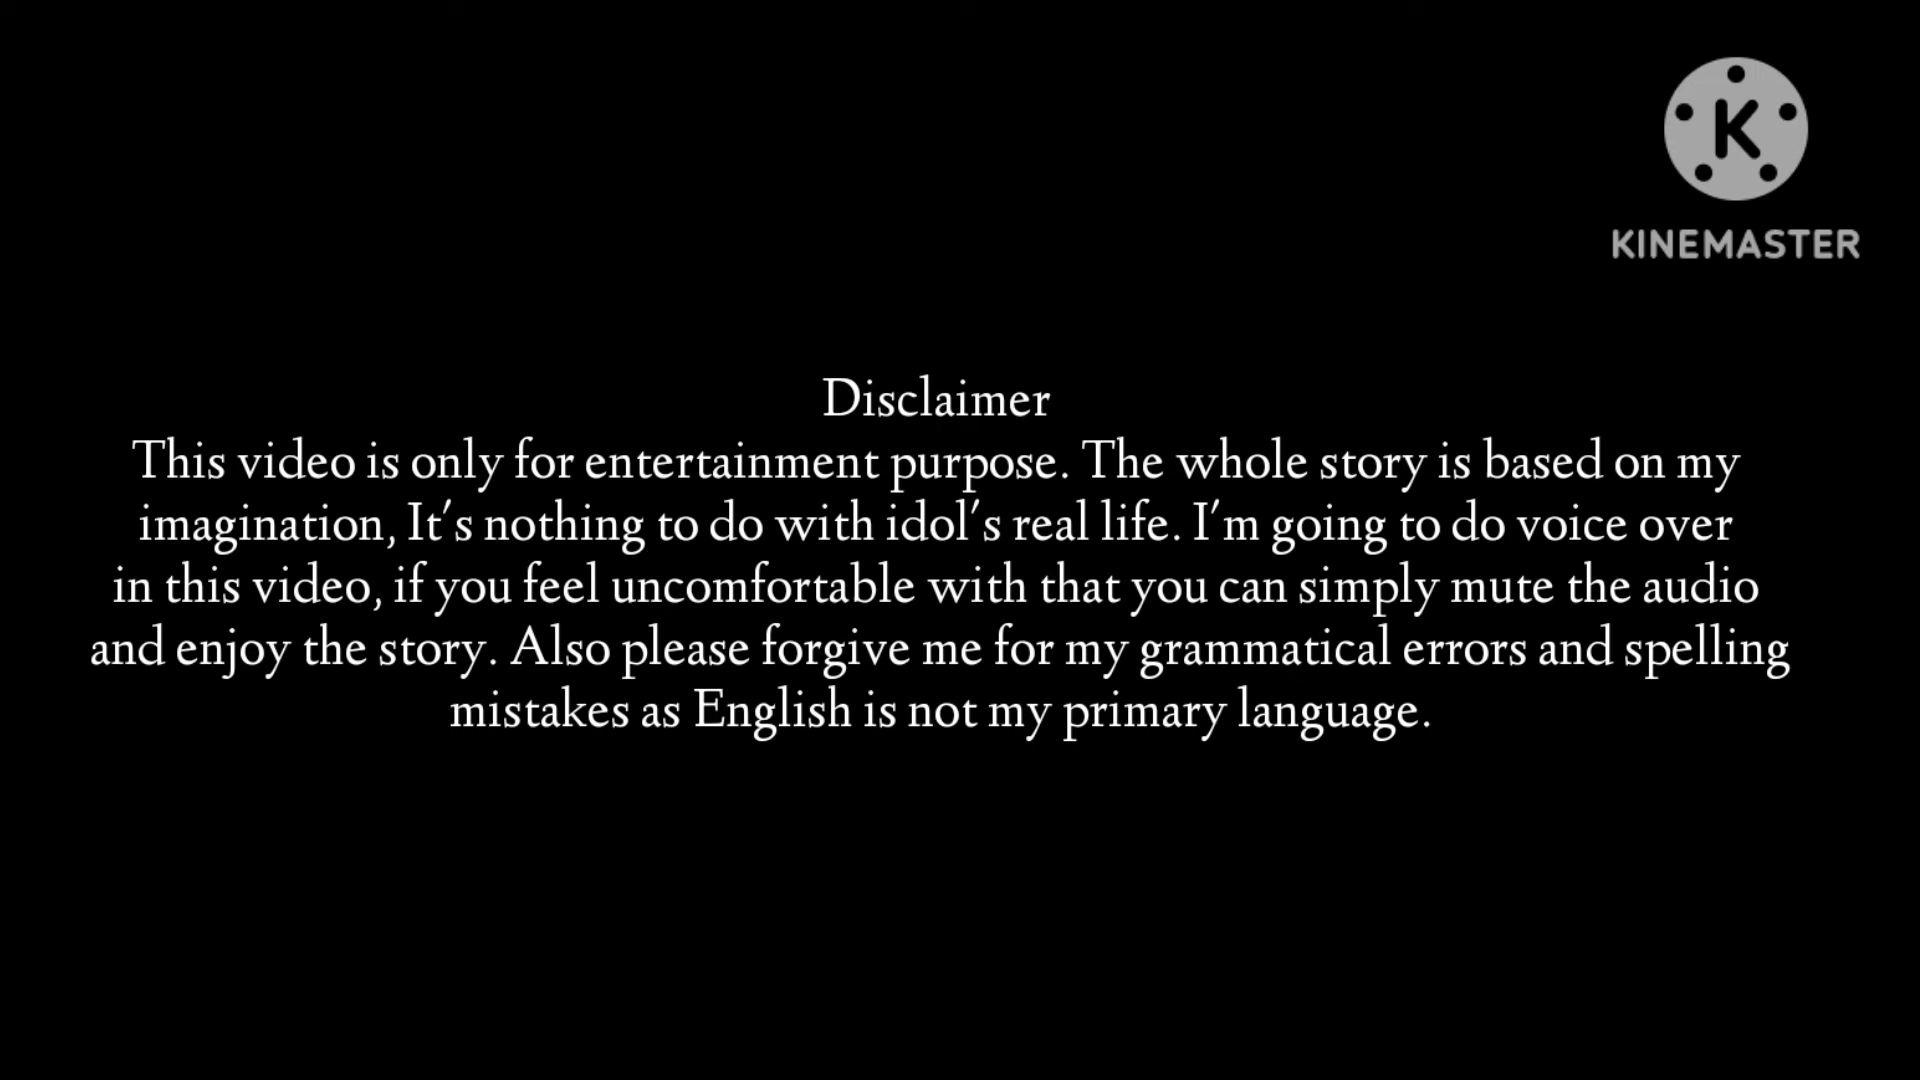 K
KINEMASTER
Disclaimer
This video is only for entertainment purpose. The whole story is based on my
imagination, It's nothing to do with idol's real life. I'm going to do voice over
in this video, if you feel uncomfortable with that you can simply mute the audio
and enjoy the story. Also please forgive me for my grammatical errors and spelling
mistakes as English is not my primary language.